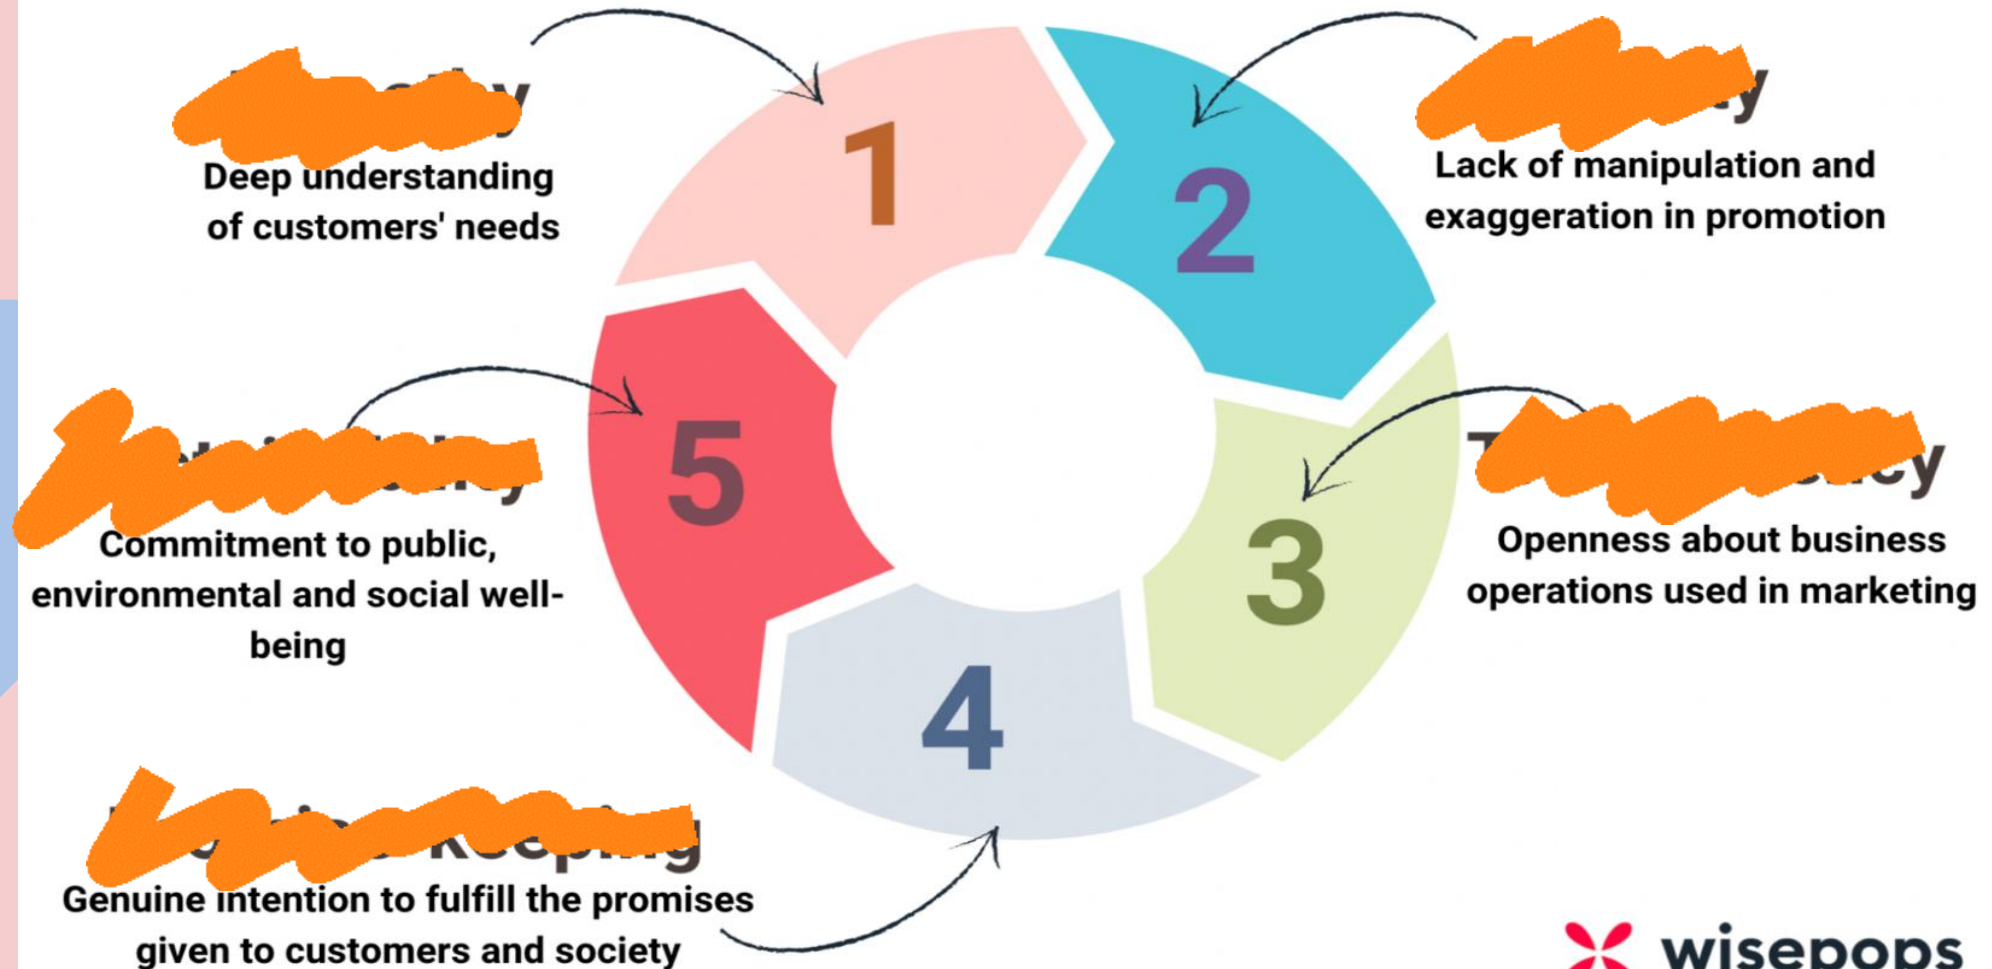 Deep understanding
of customers' needs
1
2
Lack of manipulation and
exaggeration in promotion
Commitment to public,
environmental and social well-
being
5
3
Openness about business
operations used in marketing
4
Genuine intention to fulfill the promises
given to customers and society
wisepops